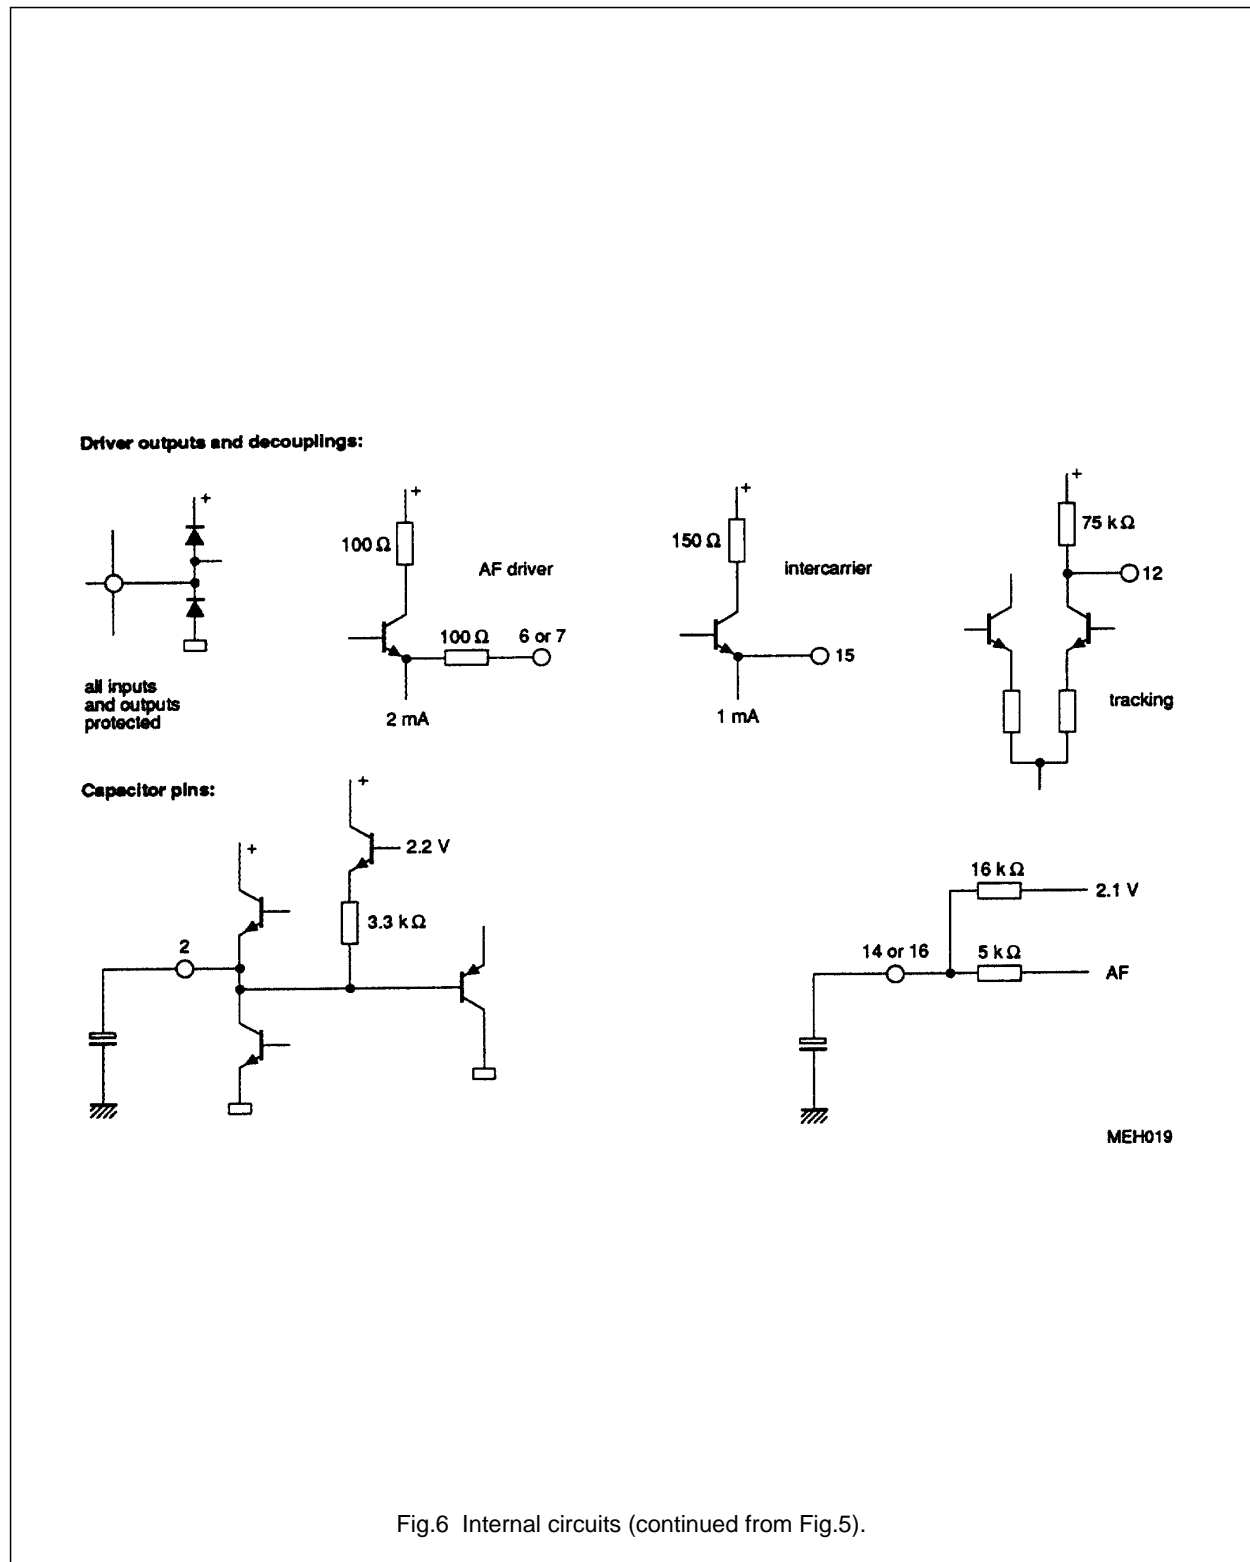 Driver outputs and decouplings:
+
all inputs
and outputs
protected
+
100 Ω
AF driver
100 Ω
6 or 7
2 mA
+
150 Ω
intercarrier
15
1 mA
+
75 kΩ
12
tracking
Capacitor pins:
+
2
+
2.2 V
3.3 kΩ
16 kΩ
2.1 V
14 or 16
5 kΩ
AF
MEH019
Fig.6 Internal circuits (continued from Fig.5).